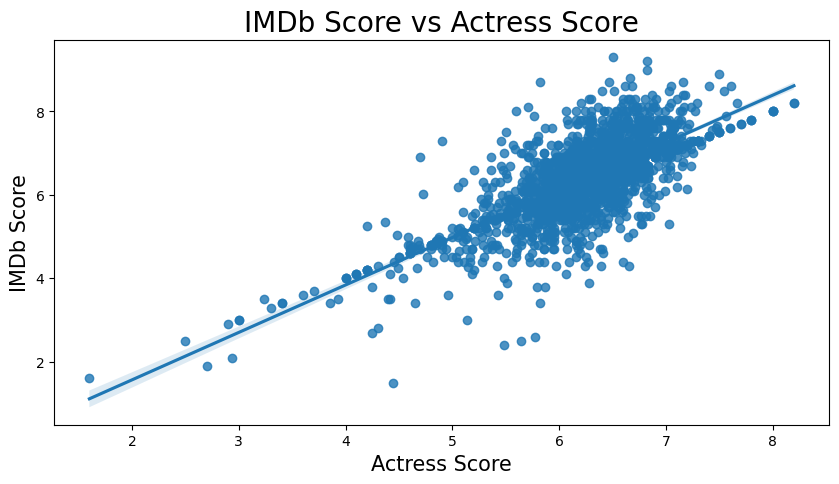 IMDb Score vs Actress Score
IMDb Score
8
6
4
2
2 3 4 5 6 7 8
Actress Score